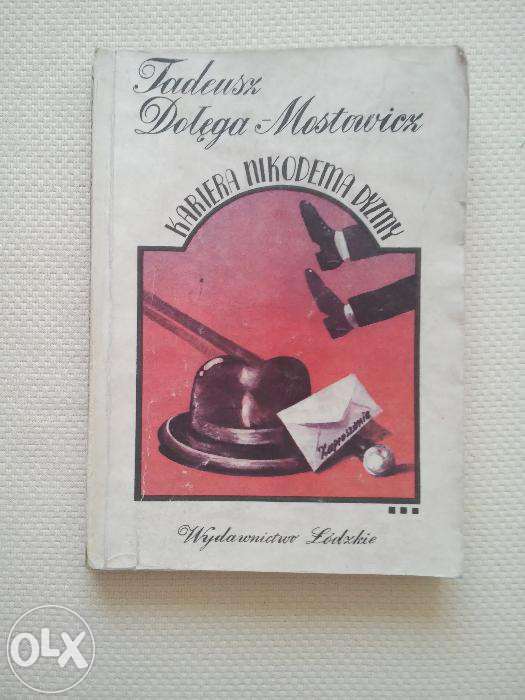 Tadeusz
Dołęga-Mostowicz
KARIERA NIKODEMA DYZMY
Zaproszenie
Wydawnictwo Łódzkie
OLX